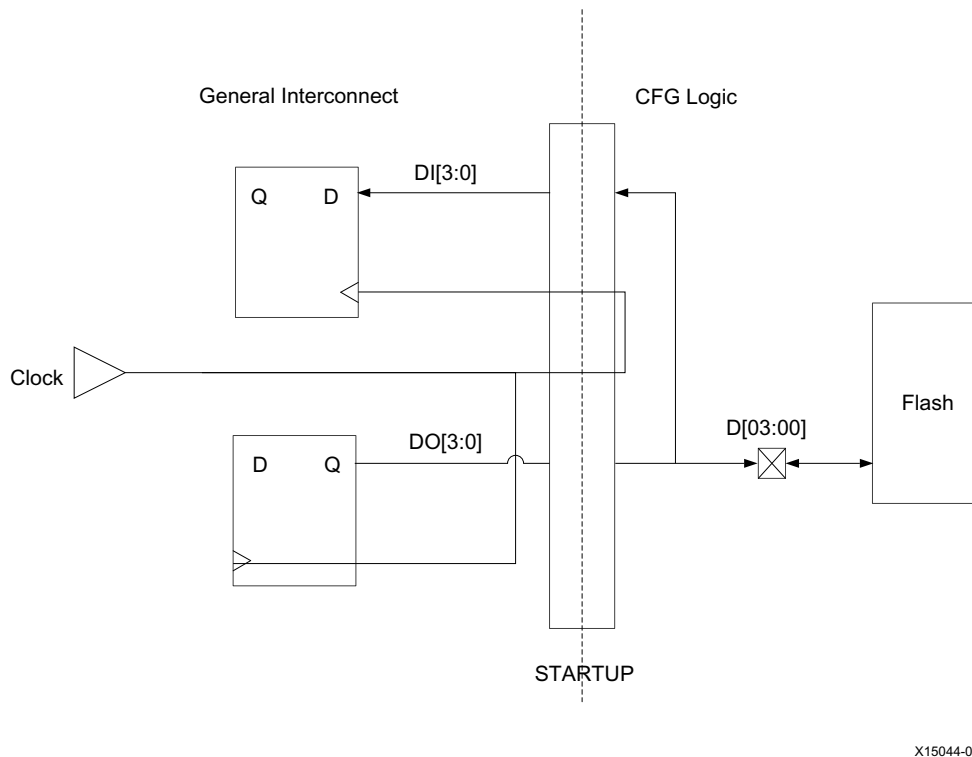 General Interconnect
CFG Logic
DI[3:0]
Q D
Clock
Flash
DO[3:0]
D[03:00]
D Q
STARTUP
X15044-0